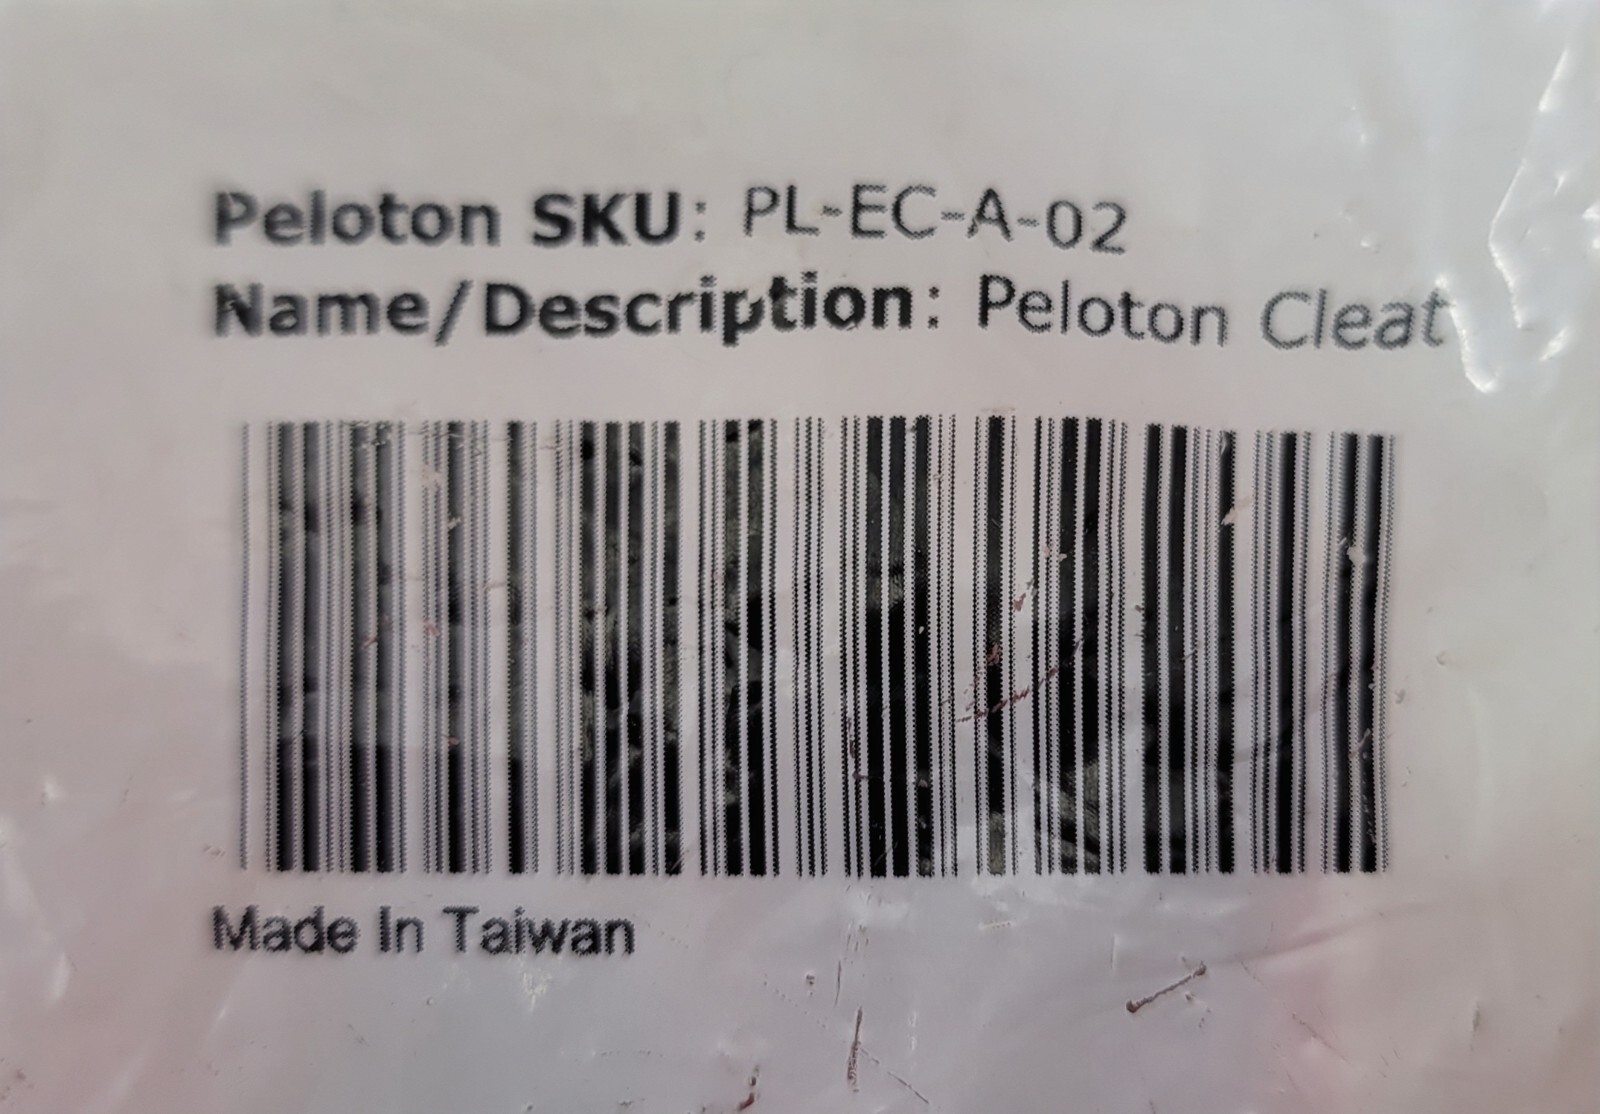 Peloton SKU: PL-EC-A-02
Name/Description: Peloton Cleat
Made In Taiwan